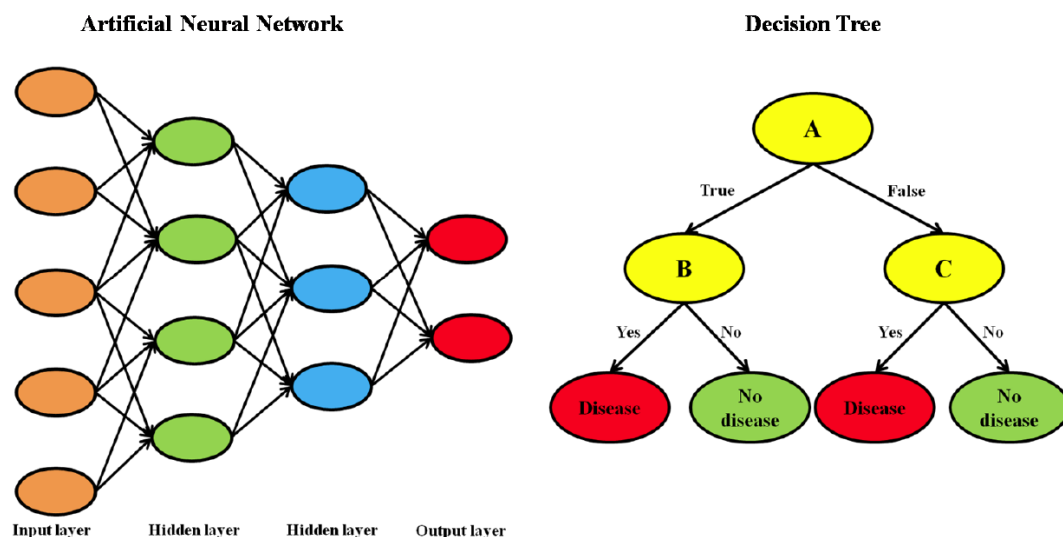 Artificial Neural Network
Decision Tree
A
True
False
B
C
Yes
No
Yes
No
Disease
No
disease
Disease
No
disease
Input layer
Hidden layer
Hidden layer
Output layer